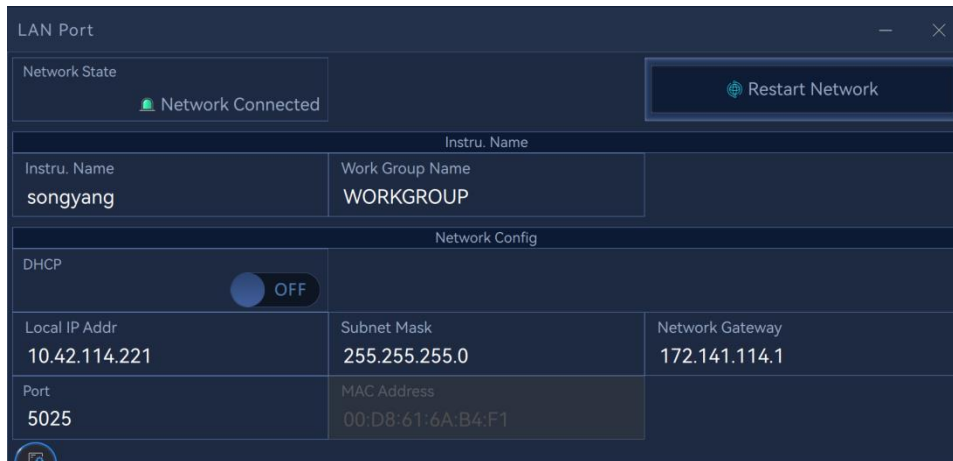 LAN Port
Network State
Network Connected
Restart Network
Instru. Name
Instru. Name
Work Group Name
songyang
WORKGROUP
Network Config
DHCP
OFF
Local IP Addr
Subnet Mask
Network Gateway
10.42.114.221
255.255.255.0
172.141.114.1
Port
MAC Address
5025
00:D8:61:6A:B4:F1